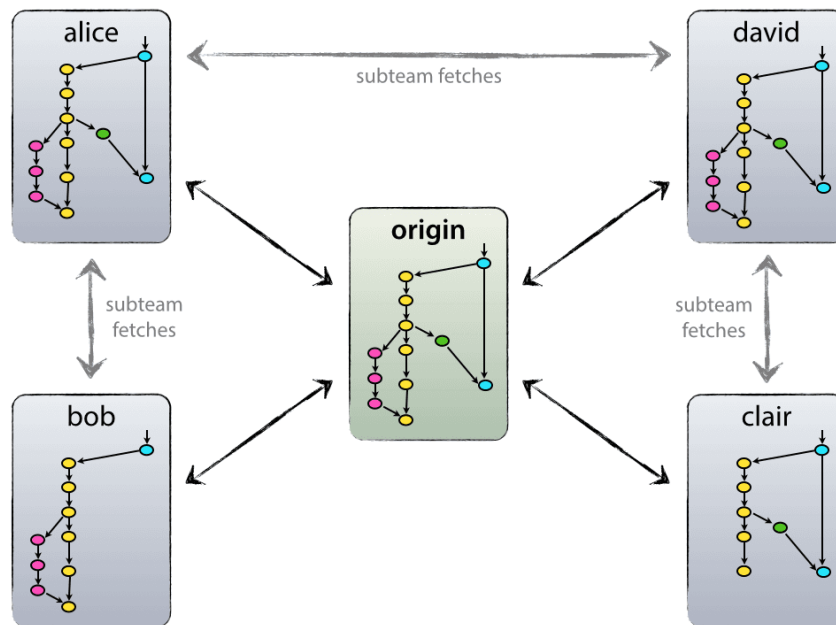 alice
david
subteam fetches
origin
subteam
fetches
subteam
fetches
bob
clair